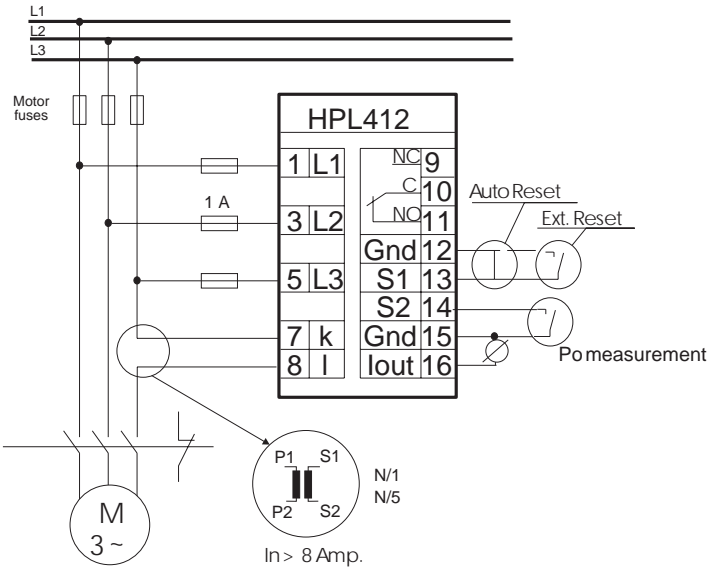 L1
L2
L3
Motor
fuses
HPL412
1 L1
NC 9
C 10
1 A
3 L2
NO 11
Auto Reset
Ext. Reset
Gnd 12
5 L3
S1 13
S2 14
7 k
Gnd 15
8 l
Iout 16
Po measurement
P1 S1
P2 S2
N/1
N/5
M
3 ~
In > 8 Amp.